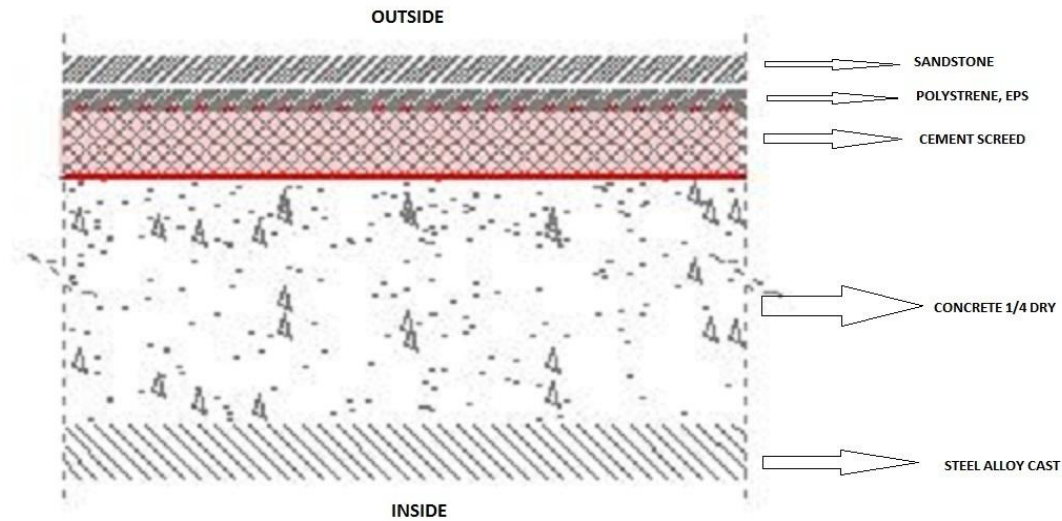 OUTSIDE
SANDSTONE
POLYSTRENE, EPS
CEMENT SCREED
CONCRETE 1/4 DRY
STEEL ALLOY CAST
INSIDE